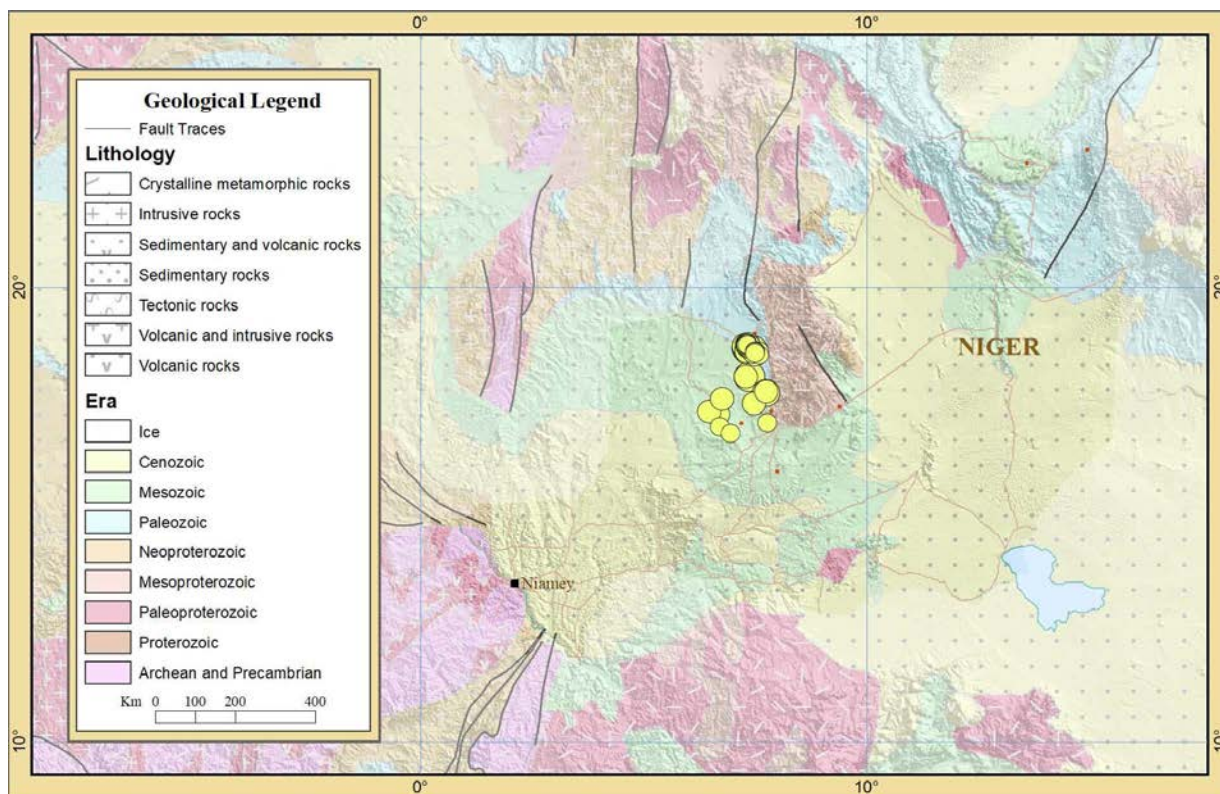 0°
10°
Geological Legend
Fault Traces
Lithology
Crystalline metamorphic rocks
Intrusive rocks
Sedimentary and volcanic rocks
Sedimentary rocks
Tectonic rocks
Volcanic and intrusive rocks
Volcanic rocks
Era
Ice
Cenozoic
Mesozoic
Paleozoic
Neoproterozoic
Mesoproterozoic
Paleoproterozoic
Proterozoic
Archean and Precambrian
Km 0 100 200 400
20°
20°
NIGER
Niamey
10°
10°
0°
10°